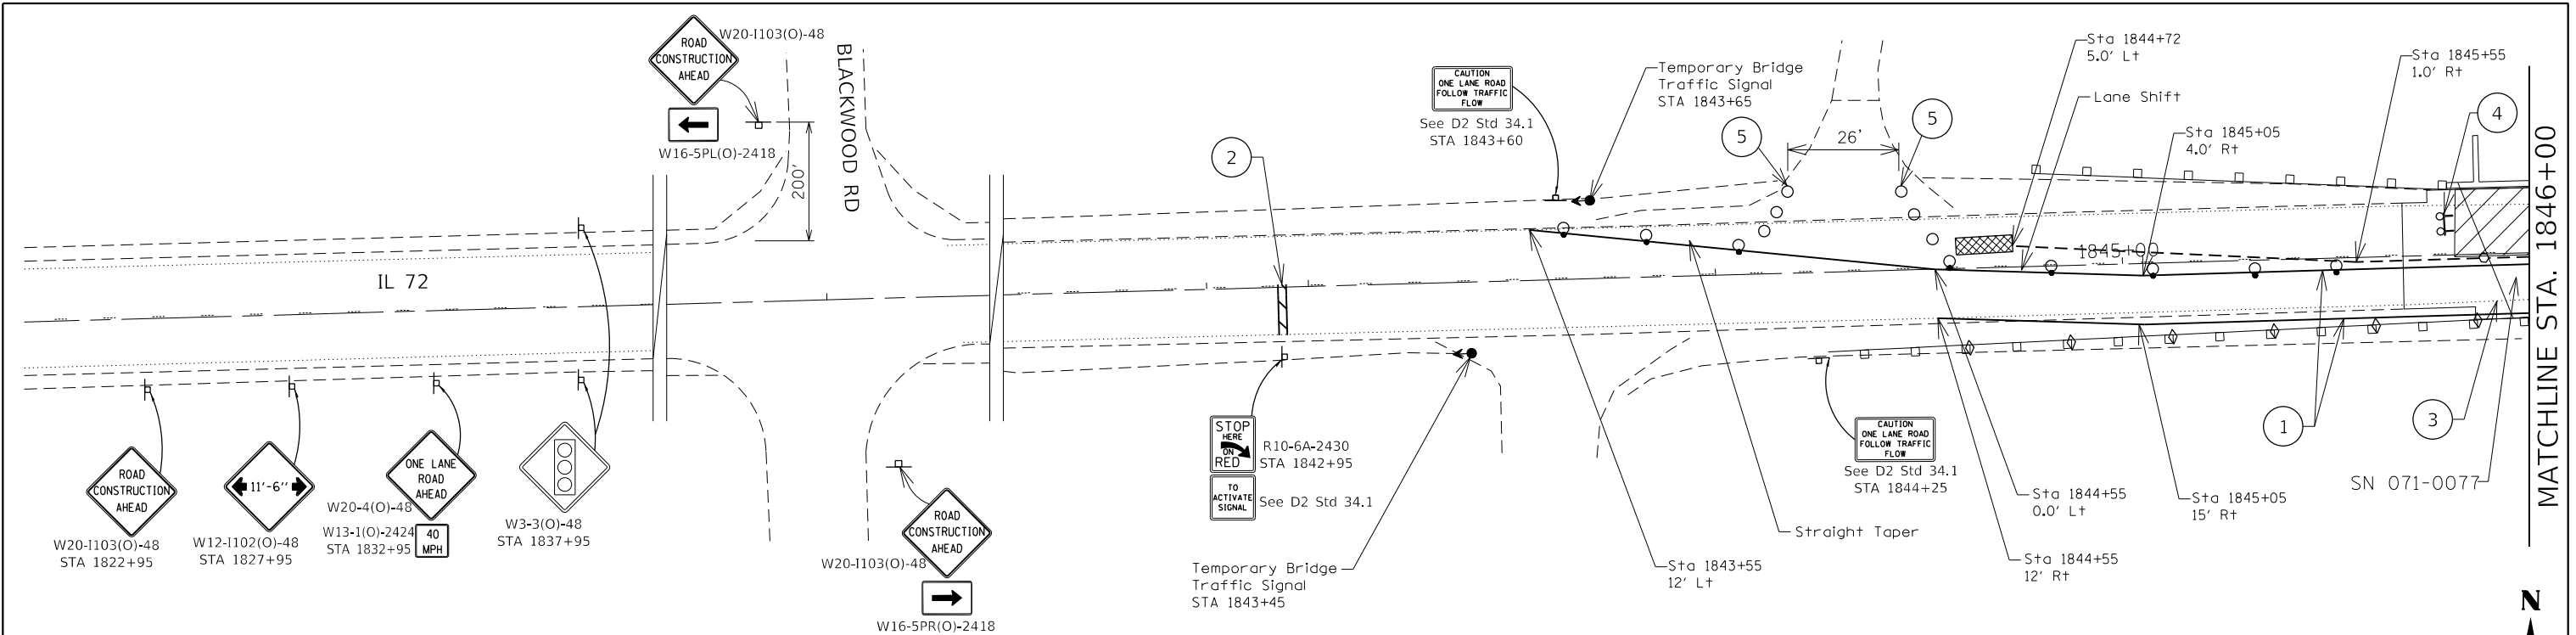 ROAD
CONSTRUCTION
AHEAD
W20-I103(O)-48
W16-5PL(O)-2418
200'
BLACKWOOD RD
IL 72
ROAD
CONSTRUCTION
AHEAD
W20-I103(O)-48
STA 1822+95
11'-6"
W12-I102(O)-48
STA 1827+95
ONE LANE
ROAD
AHEAD
W20-4(O)-48
W13-1(O)-2424
STA 1832+95
40
MPH
W3-3(O)-48
STA 1837+95
ROAD
CONSTRUCTION
AHEAD
W20-I103(O)-48
W16-5PR(O)-2418
2
STOP
HERE
ON
RED
R10-6A-2430
STA 1842+95
TO
ACTIVATE
SIGNAL
See D2 Std 34.1
Temporary Bridge
Traffic Signal
STA 1843+45
CAUTION
ONE LANE ROAD
FOLLOW TRAFFIC
FLOW
See D2 Std 34.1
STA 1843+60
Temporary Bridge
Traffic Signal
STA 1843+65
5
26'
5
Sta 1844+72
5.0' Lt
Lane Shift
Sta 1845+05
4.0' Rt
Sta 1845+55
1.0' Rt
4
1845+00
Sta 1843+55
12' Lt
Straight Taper
CAUTION
ONE LANE ROAD
FOLLOW TRAFFIC
FLOW
See D2 Std 34.1
STA 1844+25
Sta 1844+55
0.0' Lt
Sta 1844+55
12' Rt
Sta 1845+05
15' Rt
1
3
SN 071-0077
MATCHLINE STA. 1846+00
N